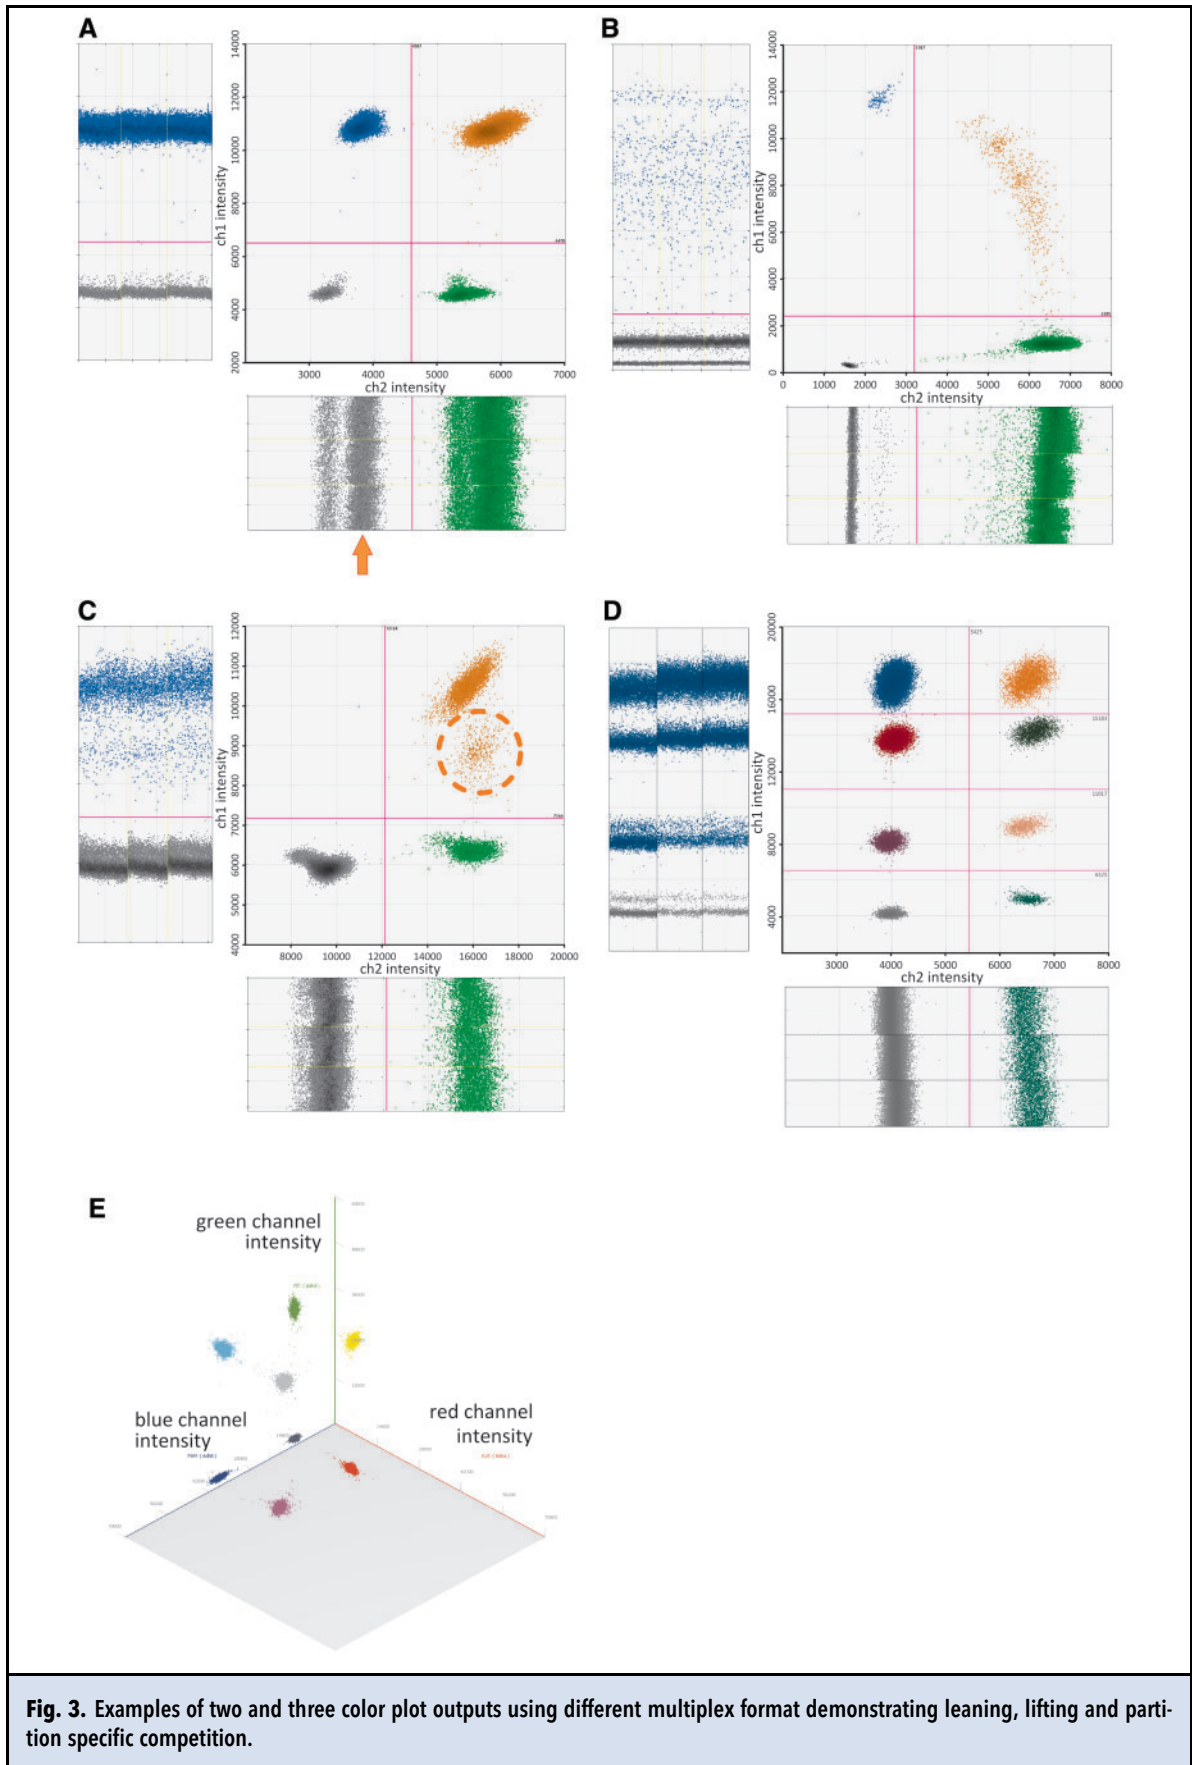 A
14000
12000
10000
8000
6000
4000
2000
ch1 intensity
3000
4000
5000
6000
7000
ch2 intensity
B
14000
12000
10000
8000
6000
4000
2000
0
ch1 intensity
0
1000
2000
3000
4000
5000
6000
7000
8000
ch2 intensity
C
12000
11000
10000
9000
8000
7000
6000
5000
4000
ch1 intensity
8000
10000
12000
14000
16000
18000
20000
ch2 intensity
D
20000
16000
12000
8000
4000
ch1 intensity
5425
3000
4000
5000
6000
7000
8000
ch2 intensity
E
green channel
intensity
blue channel
intensity
red channel
intensity
Fig. 3. Examples of two and three color plot outputs using different multiplex format demonstrating leaning, lifting and parti-
tion specific competition.